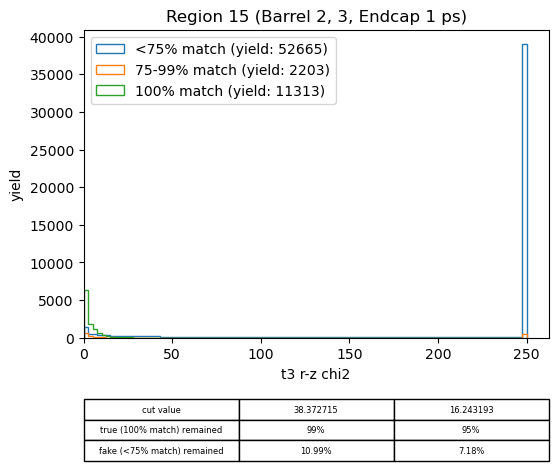 Region 15 (Barrel 2, 3, Endcap 1 ps)
<75% match (yield: 52665)
75-99% match (yield: 2203)
100% match (yield: 11313)
yield
40000
35000
30000
25000
20000
15000
10000
5000
0
0 50 100 150 200 250
t3 r-z chi2
cut value 38.372715 16.243193
true (100% match) remained 99% 95%
fake (<75% match) remained 10.99% 7.18%